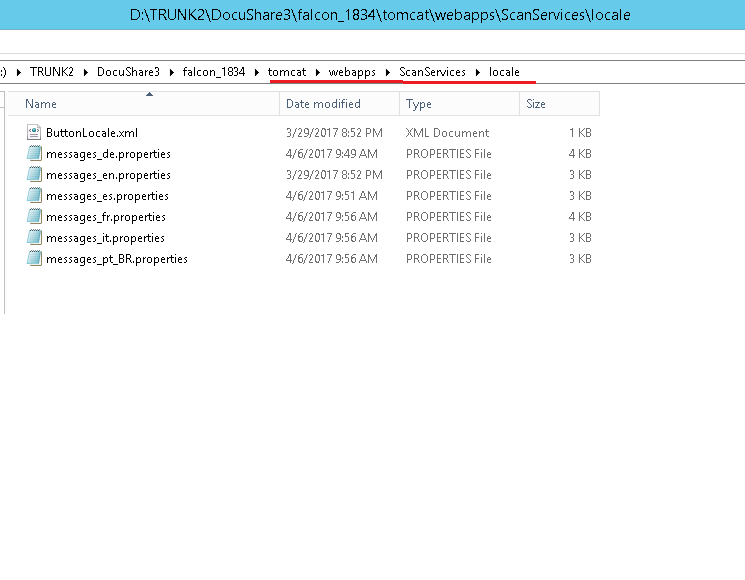 D:\TRUNK2\DocuShare3\falcon_1834\tomcat\webapps\ScanServices\locale
:) TRUNK2 DocuShare3 falcon_1834 tomcat webapps ScanServices locale
Name Date modified Type Size
ButtonLocale.xml 3/29/2017 8:52 PM XML Document 1 KB
messages_de.properties 4/6/2017 9:49 AM PROPERTIES File 4 KB
messages_en.properties 3/29/2017 8:52 PM PROPERTIES File 3 KB
messages_es.properties 4/6/2017 9:51 AM PROPERTIES File 3 KB
messages_fr.properties 4/6/2017 9:56 AM PROPERTIES File 4 KB
messages_it.properties 4/6/2017 9:56 AM PROPERTIES File 3 KB
messages_pt_BR.properties 4/6/2017 9:56 AM PROPERTIES File 3 KB